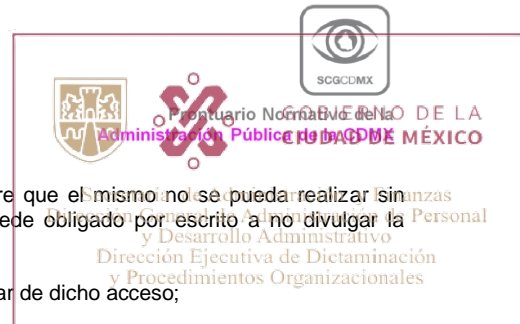 SCGCDMX
Prontuario Normativo de la
Administración Pública de la CDMX
GOBIERNO DE LA
CIUDAD DE MÉXICO
re que el mismo no se pueda realizar sin
ede obligado por escrito a no divulgar la
Secretaría de Administración y Finanzas
Dirección General de Administración de Personal
y Desarrollo Administrativo
Dirección Ejecutiva de Dictaminación
y Procedimientos Organizacionales
ar de dicho acceso;